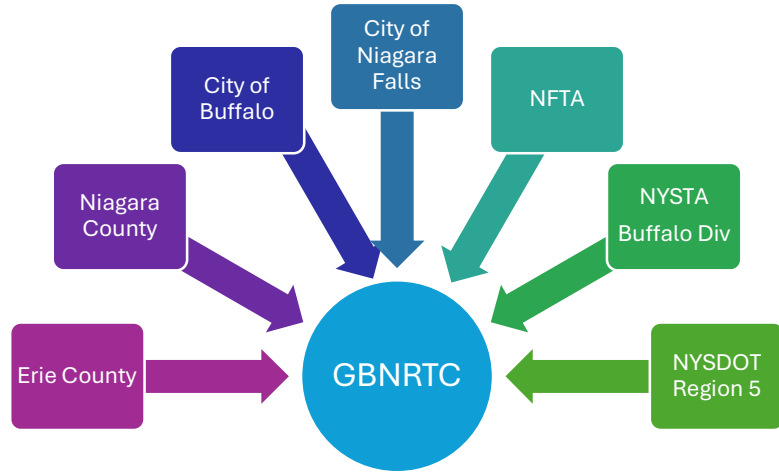 City of
Niagara
Falls
City of
Buffalo
NFTA
Niagara
County
NYSTA
Buffalo Div
Erie County
GBNRTC
NYSDOT
Region 5